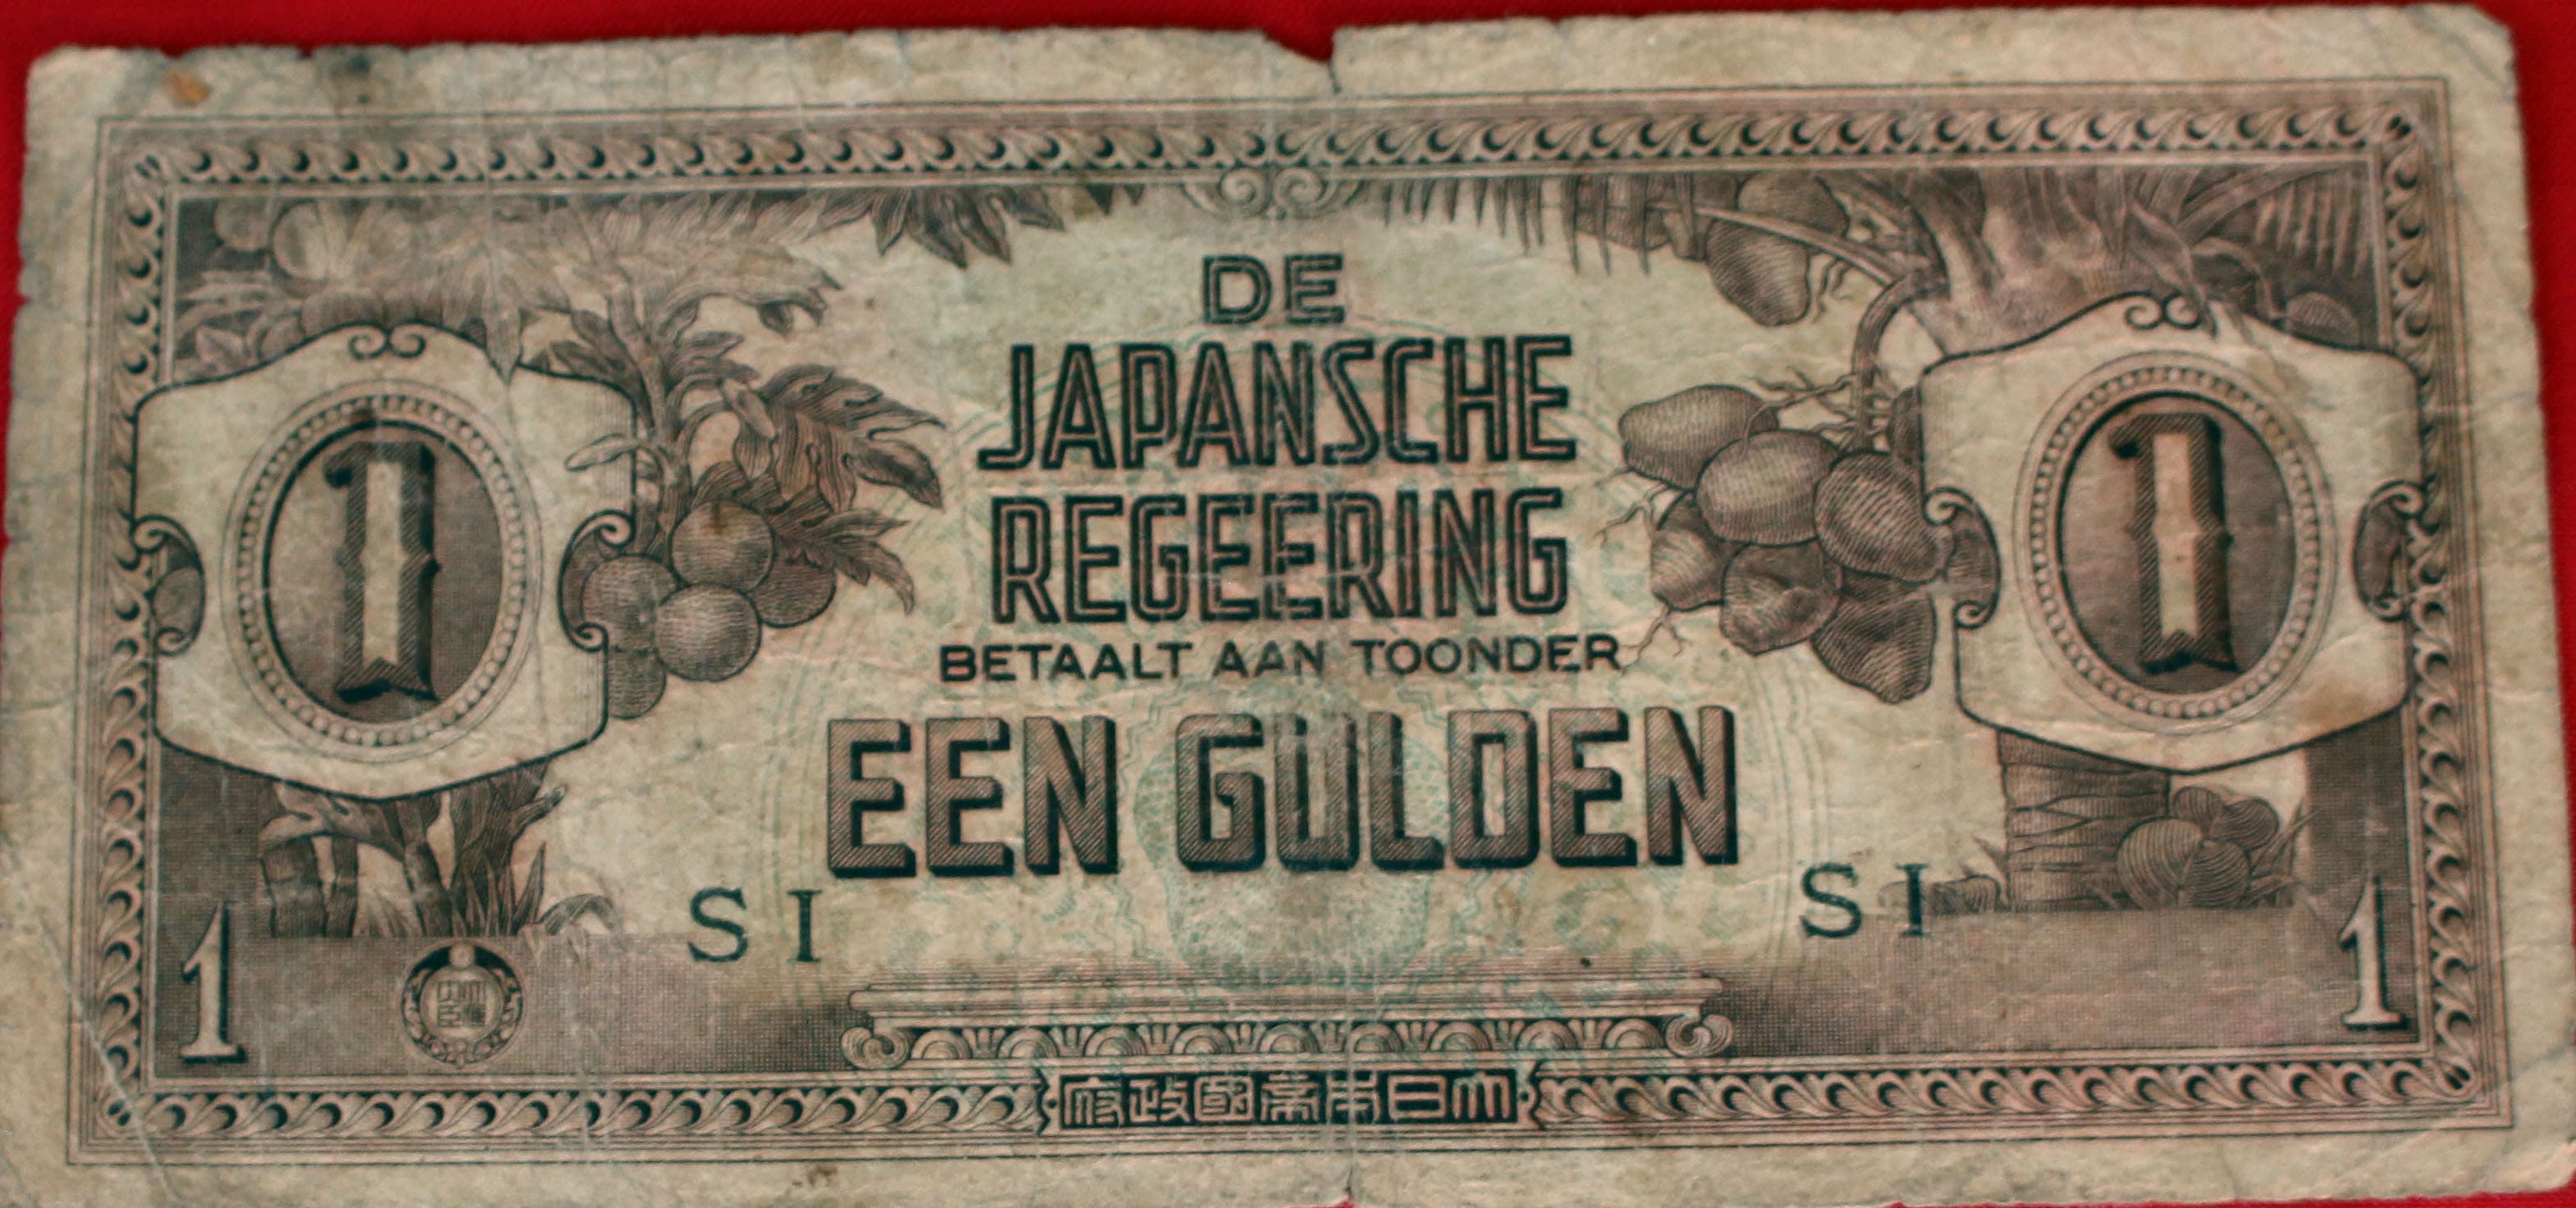 DE
JAPANSCHE
REGEERING
BETAALT AAN TOONDER
EEN GULDEN
1 1
SI SI
1 1
府政國帝本日大